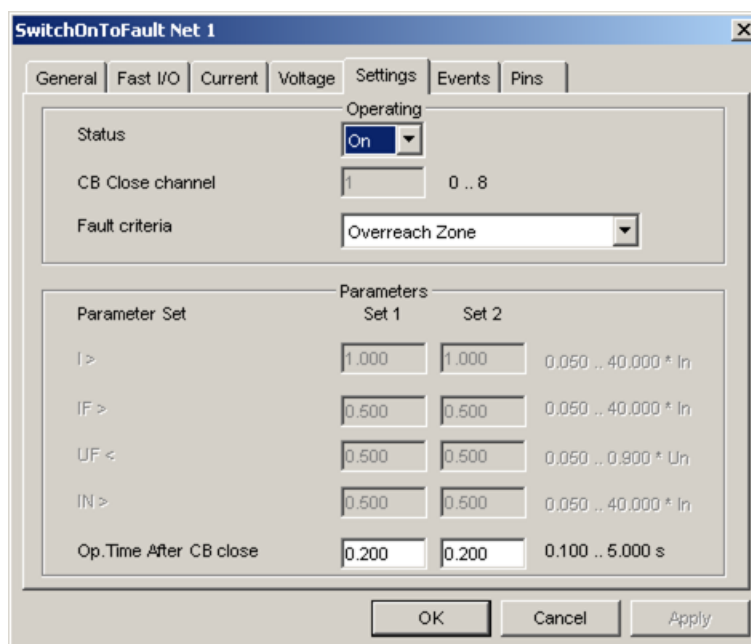 SwitchOnToFault Net 1
General Fast I/O Current Voltage Settings Events Pins
Operating
Status On
CB Close channel 1 0 .. 8
Fault criteria Overreach Zone
Parameters
Parameter Set Set 1 Set 2
I > 1.000 1.000 0.050 .. 40.000 * In
IF > 0.500 0.500 0.050 .. 40.000 * In
UF < 0.500 0.500 0.050 .. 0.900 * Un
IN > 0.500 0.500 0.050 .. 40.000 * In
Op.Time After CB close 0.200 0.200 0.100 .. 5.000 s
OK Cancel Apply